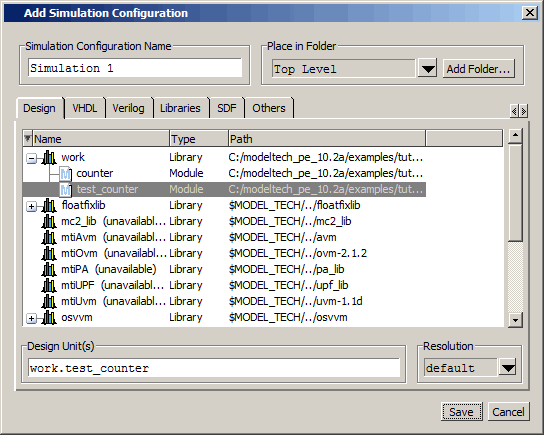 Add Simulation Configuration
Simulation Configuration Name
Simulation 1
Place in Folder
Top Level
Add Folder...
Design VHDL Verilog Libraries SDF Others
Name Type Path
work Library C:/modeltech_pe_10.2a/examples/tut...
counter Module C:/modeltech_pe_10.2a/examples/tut...
test_counter Module C:/modeltech_pe_10.2a/examples/tut...
floatfixlib Library $MODEL_TECH/../floatfixlib
mc2_lib (unavailabl... Library $MODEL_TECH/../mc2_lib
mtiAvm (unavailab... Library $MODEL_TECH/../avm
mtiOvm (unavailab... Library $MODEL_TECH/../ovm-2.1.2
mtiPA (unavailable) Library $MODEL_TECH/../pa_lib
mtiUPF (unavailab... Library $MODEL_TECH/../upf_lib
mtiUvm (unavailab... Library $MODEL_TECH/../uvm-1.1d
osvvm Library $MODEL_TECH/../osvvm
Design Unit(s)
work.test_counter
Resolution
default
Save Cancel